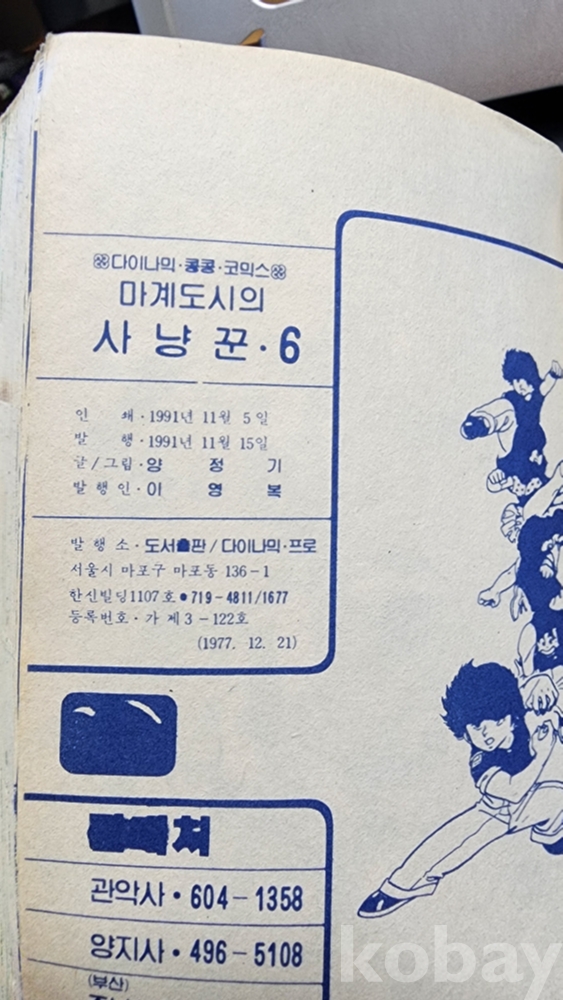 다이나믹·콩콩·코믹스
마계도시의
사냥꾼·6
인 쇄·1991년 11월 5일
발 행·1991년 11월 15일
글/그림·양 정 기
발행인·이 영 복
발행소·도서출판/다이나믹·프로
서울시 마포구 마포동 136-1
한신빌딩1107호●719-4811/1677
등록번호·가 제3-122호
(1977. 12. 21)
관악사·604-1358
양지사·496-5108
(부산)
kobay